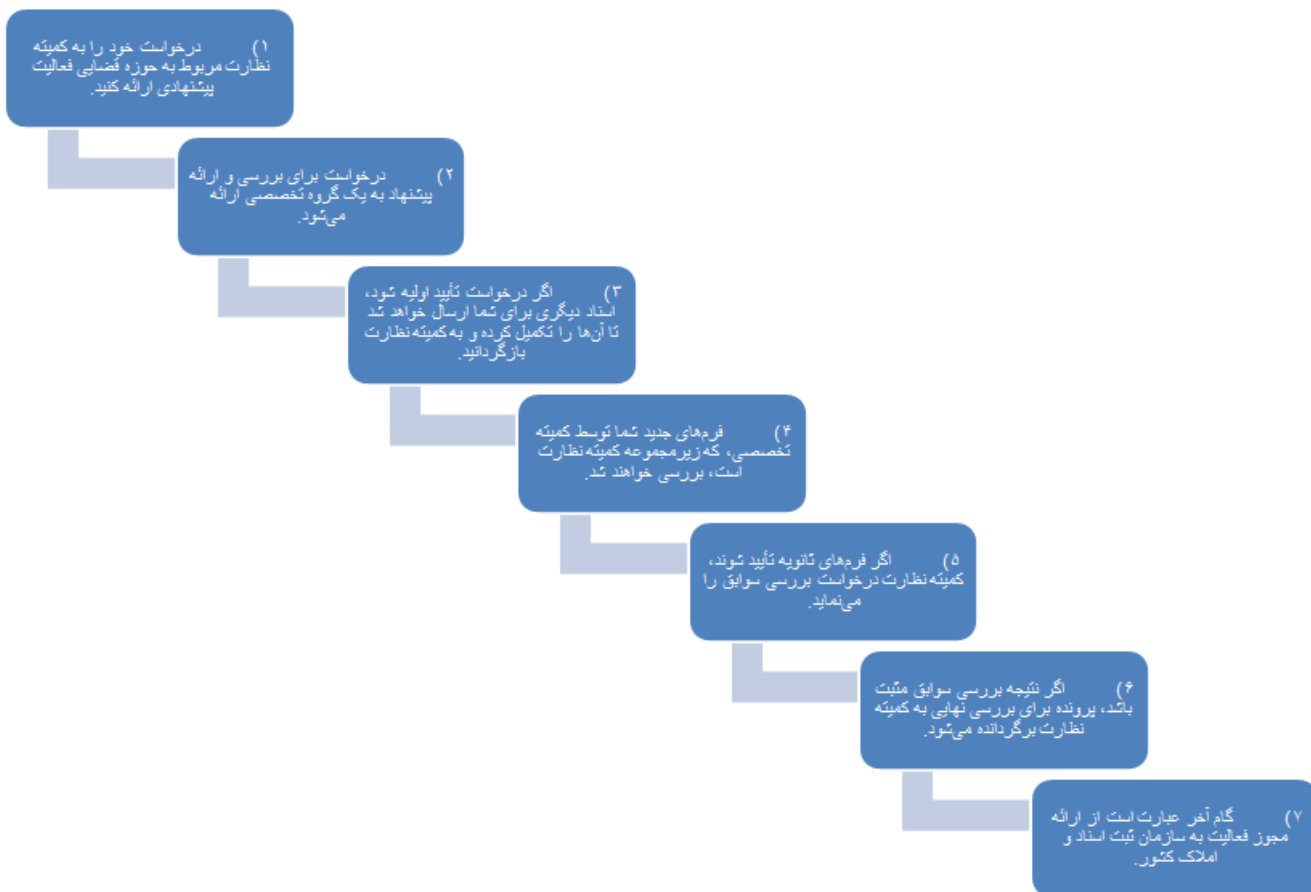 ۱) درخواست خود را به کمیته
نظارت مربوط به حوزه قضایی فعالیت
پیشنهادی ارائه کنید.
۲) درخواست برای بررسی و ارائه
پیشنهاد به یک گروه تخصصی ارائه
می‌شود.
۳) اگر درخواست تأیید اولیه شود،
اسناد دیگری برای شما ارسال خواهد شد
تا آن‌ها را تکمیل کرده و به کمیته نظارت
بازگردانید.
۴) فرم‌های جدید شما توسط کمیته
تخصصی، که زیرمجموعه کمیته نظارت
است، بررسی خواهند شد.
۵) اگر فرم‌های ثانویه تأیید شوند،
کمیته نظارت درخواست بررسی سوابق را
می‌نماید.
۶) اگر نتیجه بررسی سوابق مثبت
باشد، پرونده برای بررسی نهایی به کمیته
نظارت برگردانده می‌شود.
۷) گام آخر عبارت است از ارائه
مجوز فعالیت به سازمان ثبت اسناد و
املاک کشور.